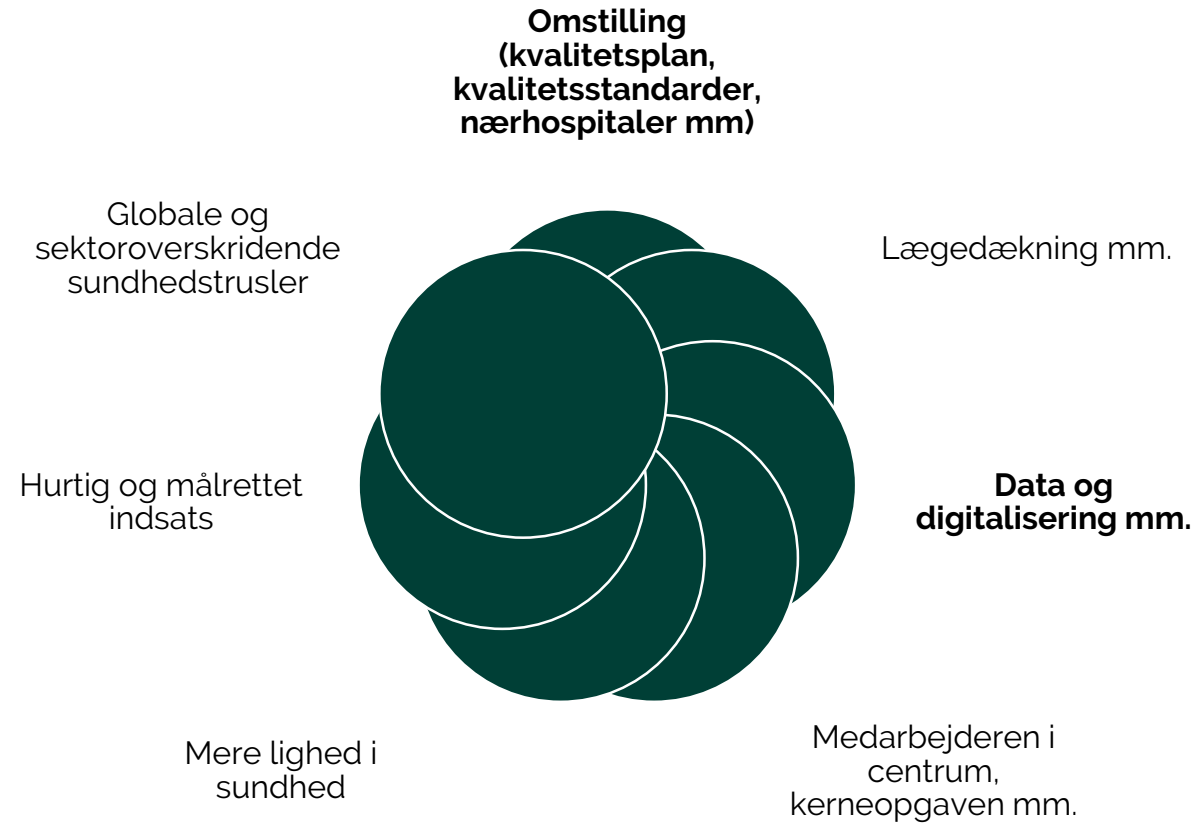 Omstilling
(kvalitetsplan,
kvalitetsstandarder,
nærhospitaler mm)
Globale og
sektoroverskridende
sundhedstrusler
Lægedækning mm.
Hurtig og målrettet
indsats
Data og
digitalisering mm.
Mere lighed i
sundhed
Medarbejderen i
centrum,
kerneopgaven mm.